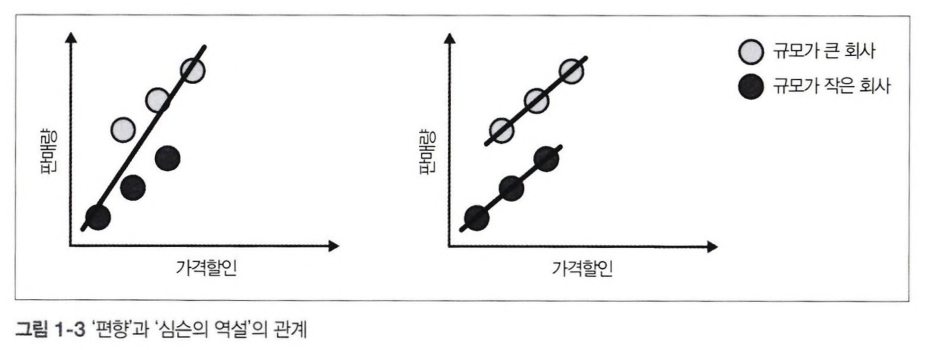 판매량
가격할인
판매량
가격할인
규모가 큰 회사
규모가 작은 회사
그림 1-3 '편향'과 '심슨의 역설'의 관계